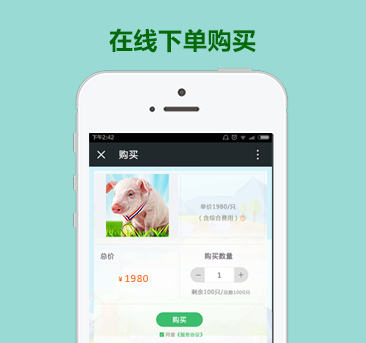 在线下单购买
下午2:42
× 购买
单价1980/只
（含综合费用）
总价
购买数量
¥1980
− 1 +
剩余100只/总数1000只
购买
同意《服务协议》